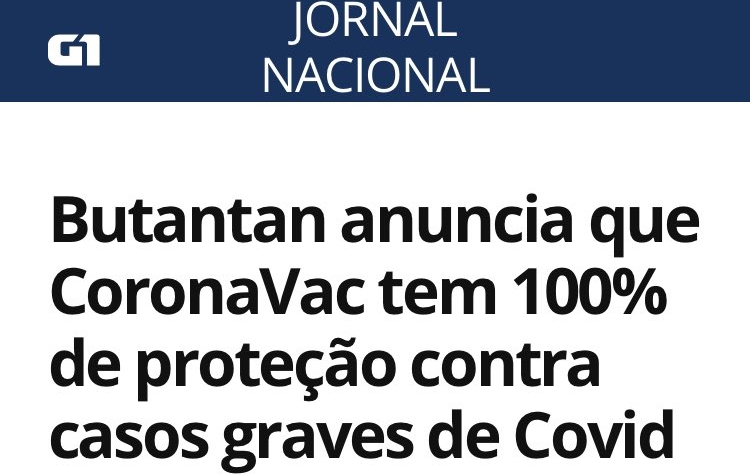 G1
JORNAL
NACIONAL
Butantan anuncia que
CoronaVac tem 100%
de proteção contra
casos graves de Covid